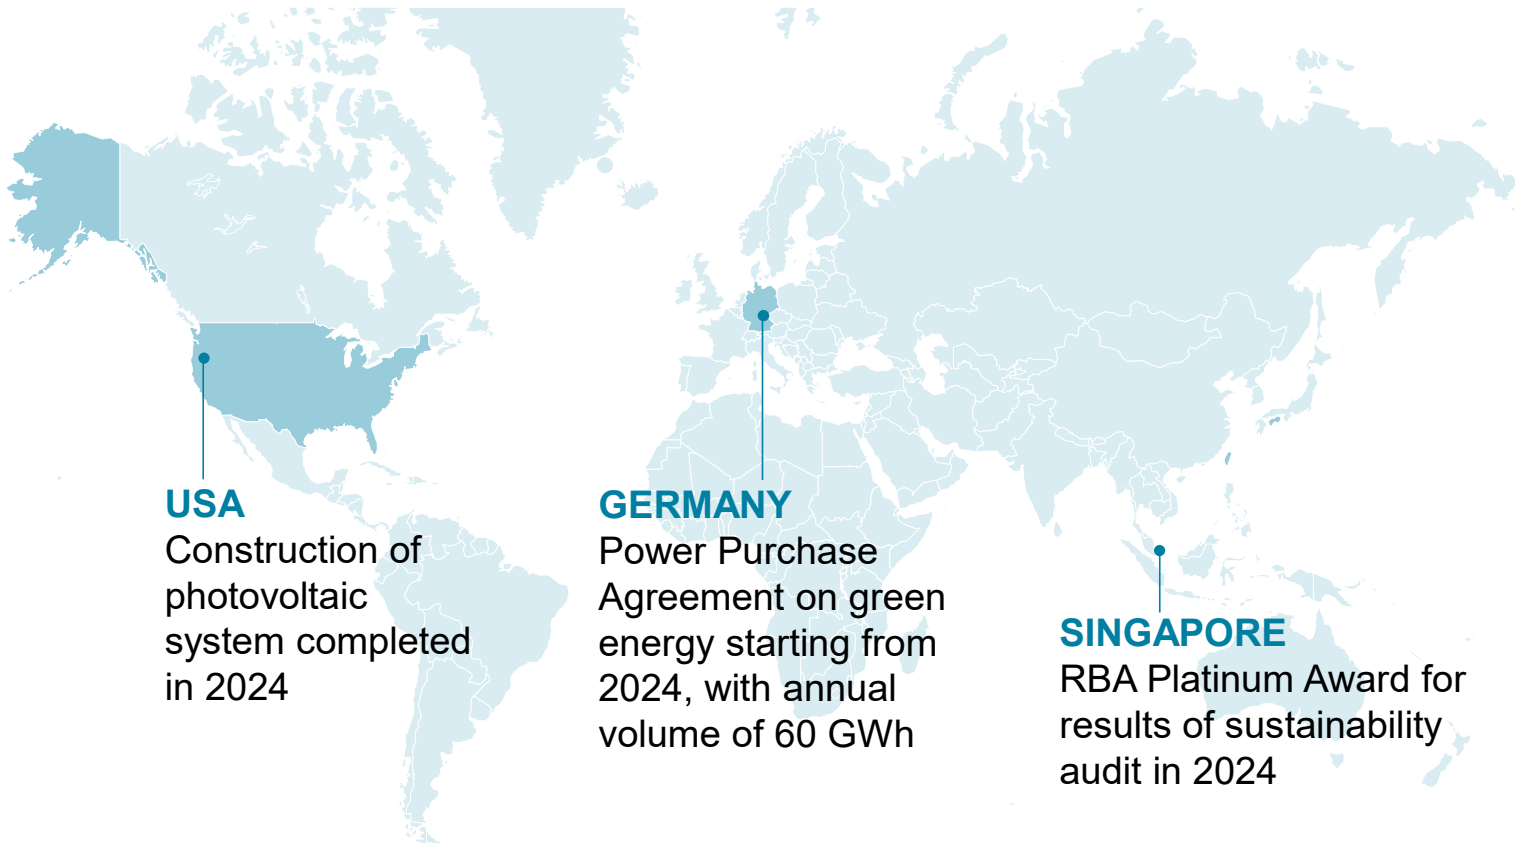 USA
Construction of
photovoltaic
system completed
in 2024
GERMANY
Power Purchase
Agreement on green
energy starting from
2024, with annual
volume of 60 GWh
SINGAPORE
RBA Platinum Award for
results of sustainability
audit in 2024